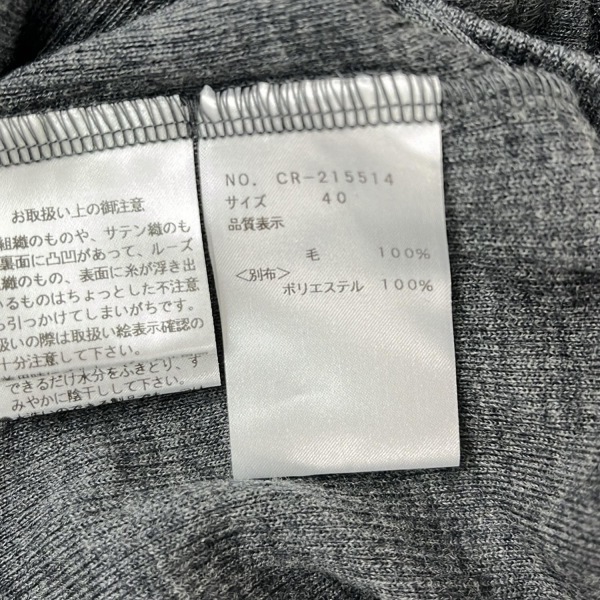 お取扱い上の御注意
組織のものや、サテン織のも
裏面に凸凹があって、ルーズ
織のもの、表面に糸が浮き出
いるものはちょっとした不注意
引っかけてしまいがちです。
扱いの際は取扱い絵表示確認の
十分注意して下さい。
できるだけ水分をふきとり、す
みやかに陰干しして下さい。
NO. CR-215514
サイズ 40
品質表示
毛 100%
<別布>
ポリエステル 100%